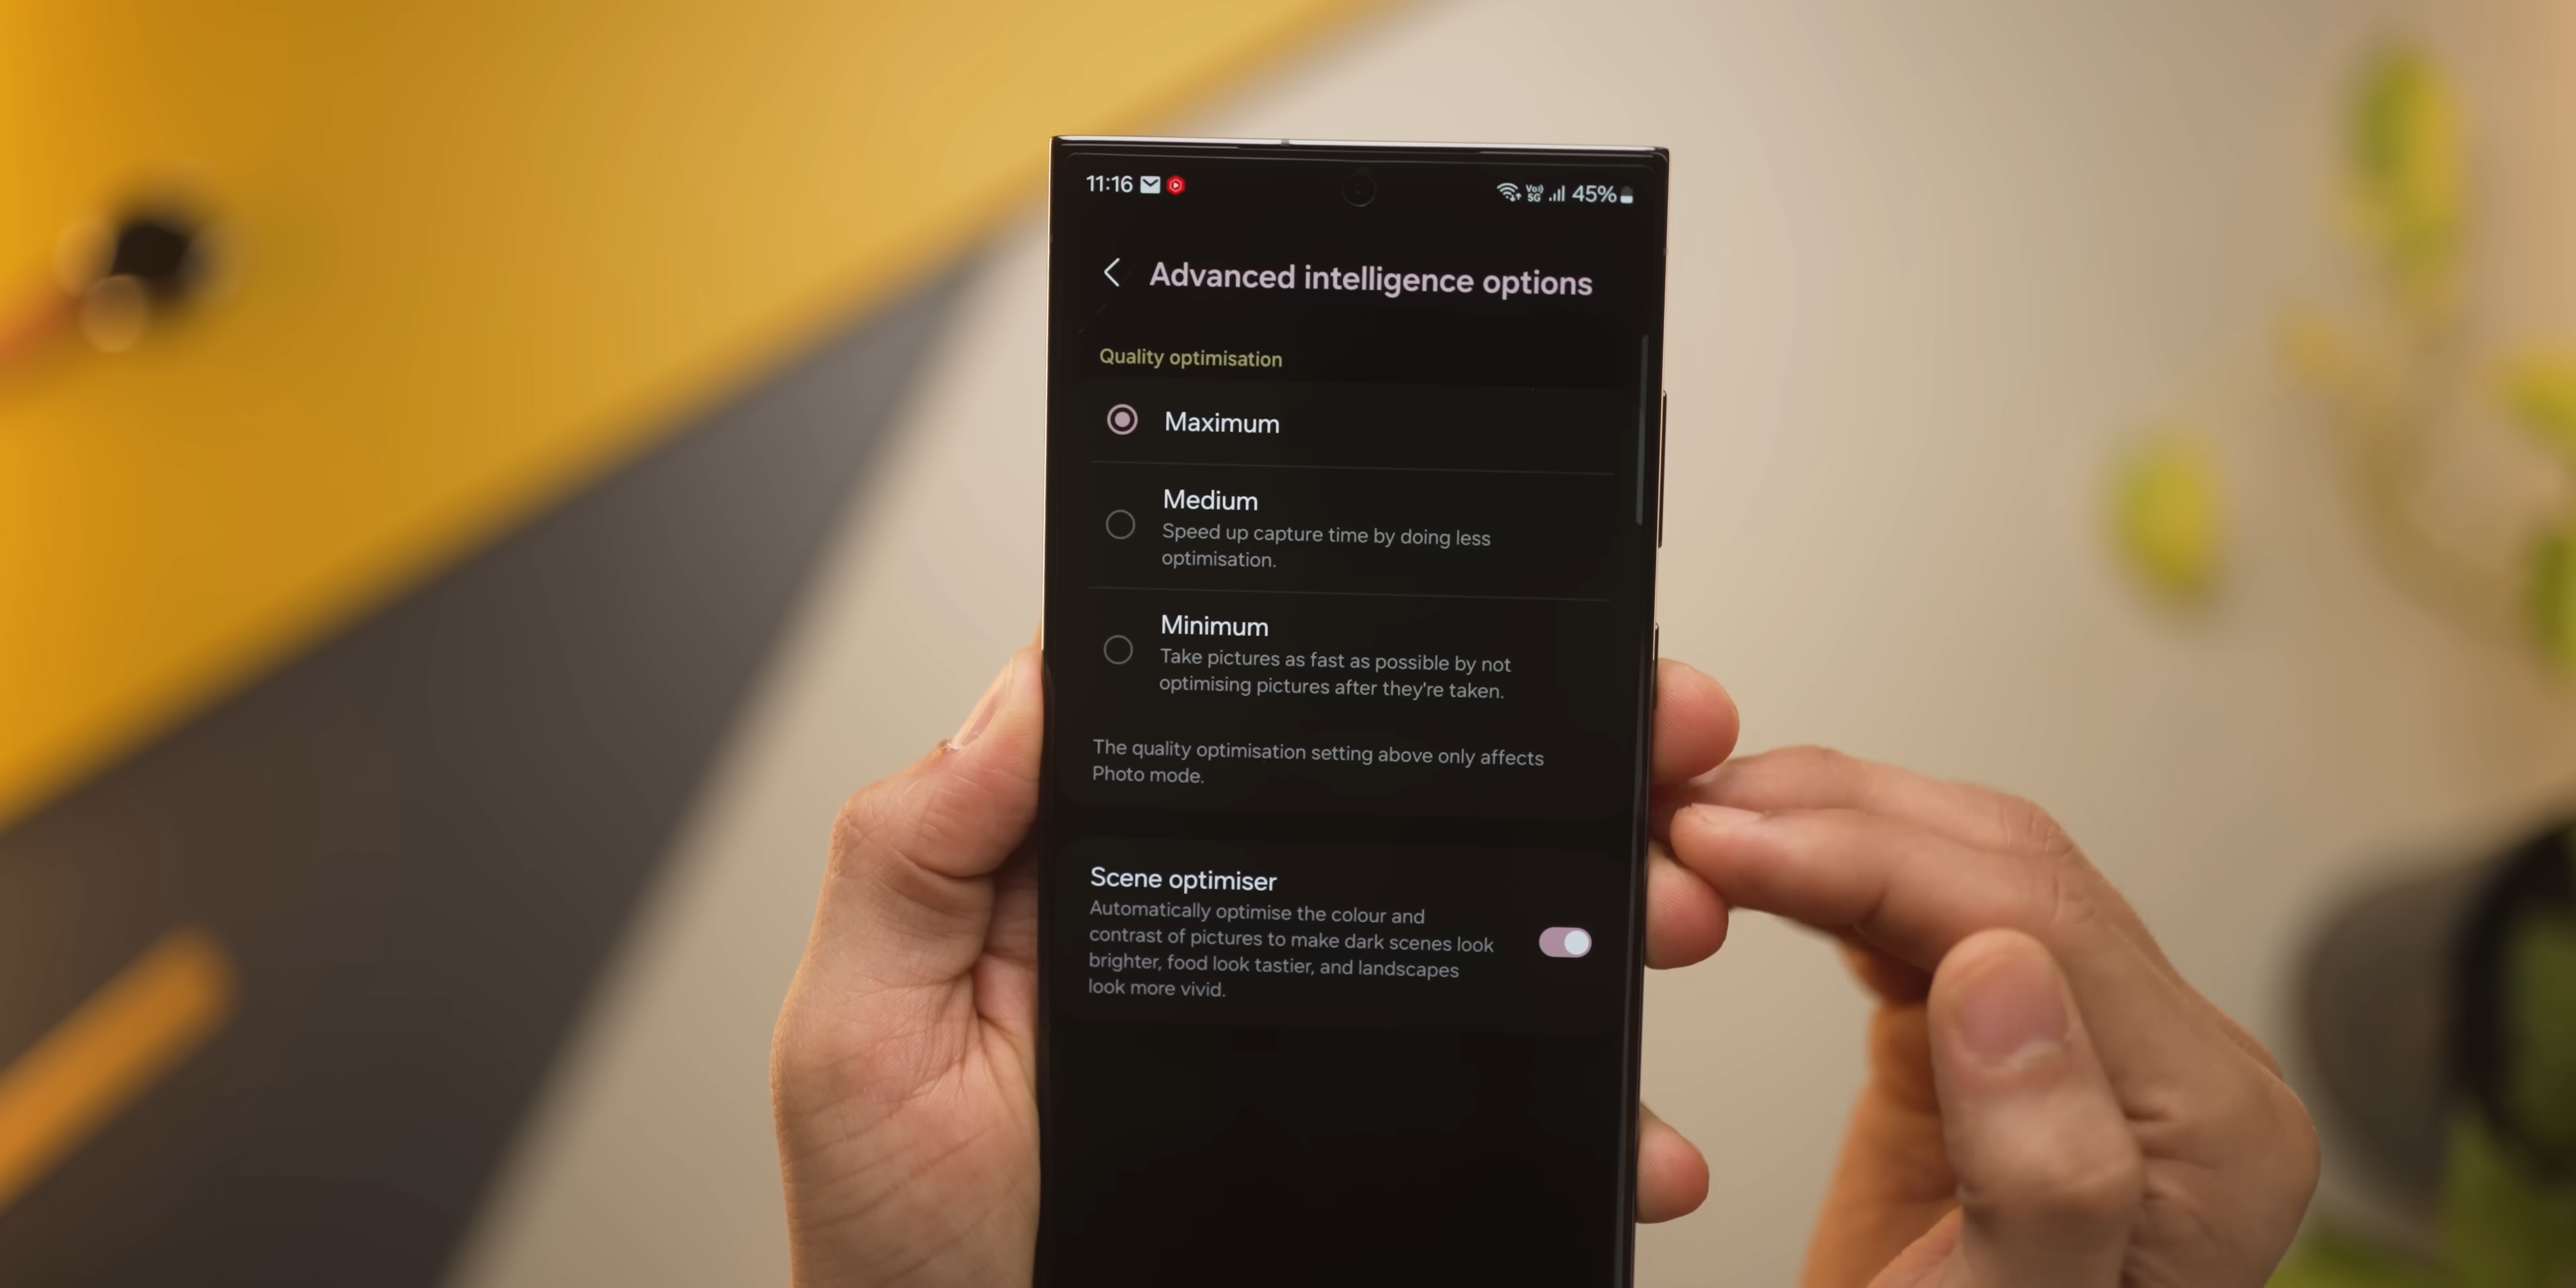 11:16
Vo)) 5G 45%
Advanced intelligence options
Quality optimisation
Maximum
Medium
Speed up capture time by doing less
optimisation.
Minimum
Take pictures as fast as possible by not
optimising pictures after they're taken.
The quality optimisation setting above only affects
Photo mode.
Scene optimiser
Automatically optimise the colour and
contrast of pictures to make dark scenes look
brighter, food look tastier, and landscapes
look more vivid.